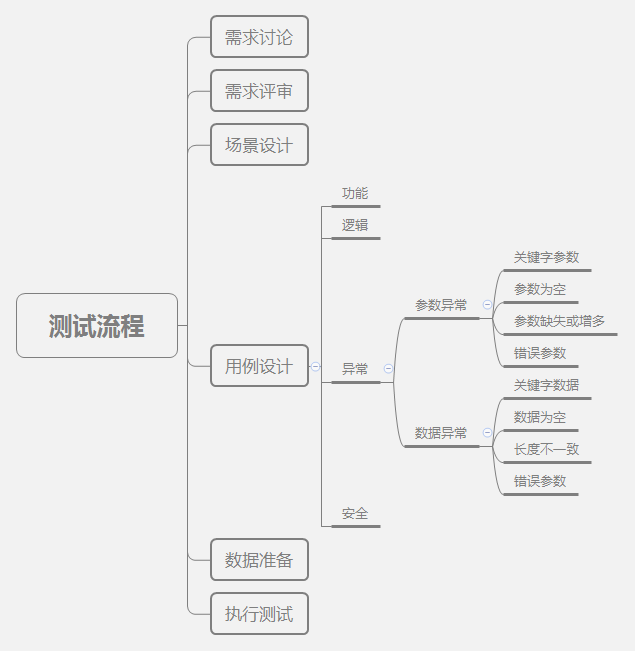 测试流程
需求讨论
需求评审
场景设计
用例设计
功能
逻辑
异常
参数异常
关键字参数
参数为空
参数缺失或增多
错误参数
数据异常
关键字数据
数据为空
长度不一致
错误参数
安全
数据准备
执行测试